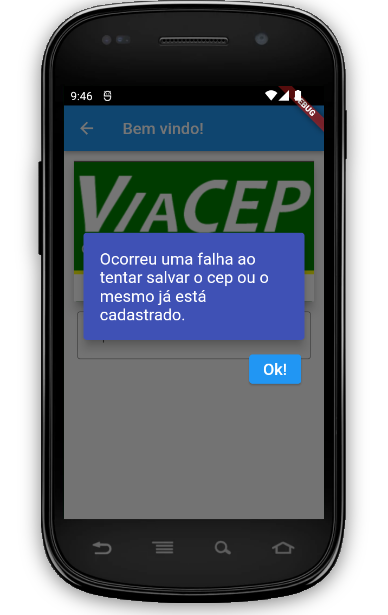 9:46
DEBUG
Bem vindo!
VIACEP
Ocorreu uma falha ao
tentar salvar o cep ou o
mesmo já está
cadastrado.
Ok!